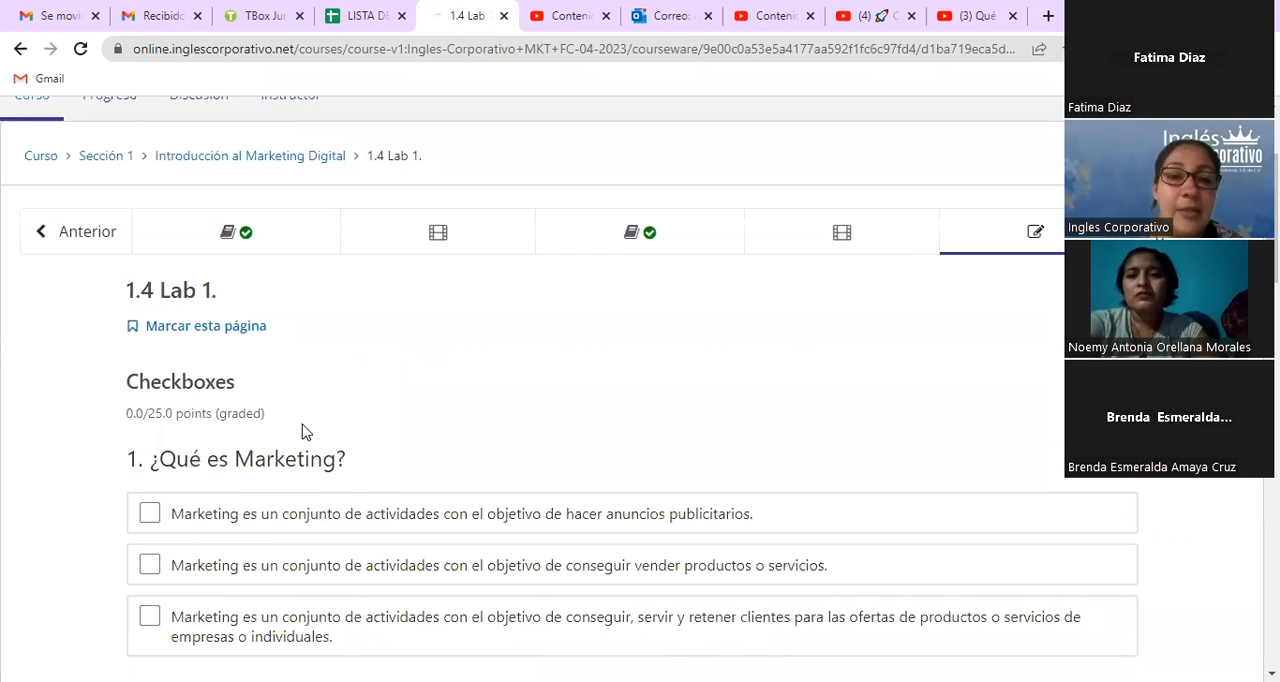 Se movi
Recibido
TBox Jur
LISTA DE
1.4 Lab
Conteni
Correo:
Conteni
(4) 🚀 C
(3) Qué
online.inglescorporativo.net/courses/course-v1:Ingles-Corporativo+MKT+FC-04-2023/courseware/9e00c0a53e5a4177aa592f1fc6c97fd4/d1ba719eca5d...
Gmail
Curso Progreso Discusión Instructor
Curso > Sección 1 > Introducción al Marketing Digital > 1.4 Lab 1.
Anterior
1.4 Lab 1.
Marcar esta página
Checkboxes
0.0/25.0 points (graded)
1. ¿Qué es Marketing?
Marketing es un conjunto de actividades con el objetivo de hacer anuncios publicitarios.
Marketing es un conjunto de actividades con el objetivo de conseguir vender productos o servicios.
Marketing es un conjunto de actividades con el objetivo de conseguir, servir y retener clientes para las ofertas de productos o servicios de
empresas o individuales.
Fatima Diaz
Fatima Diaz
Inglés
Ingles Corporativo
Noemy Antonia Orellana Morales
Brenda Esmeralda...
Brenda Esmeralda Amaya Cruz